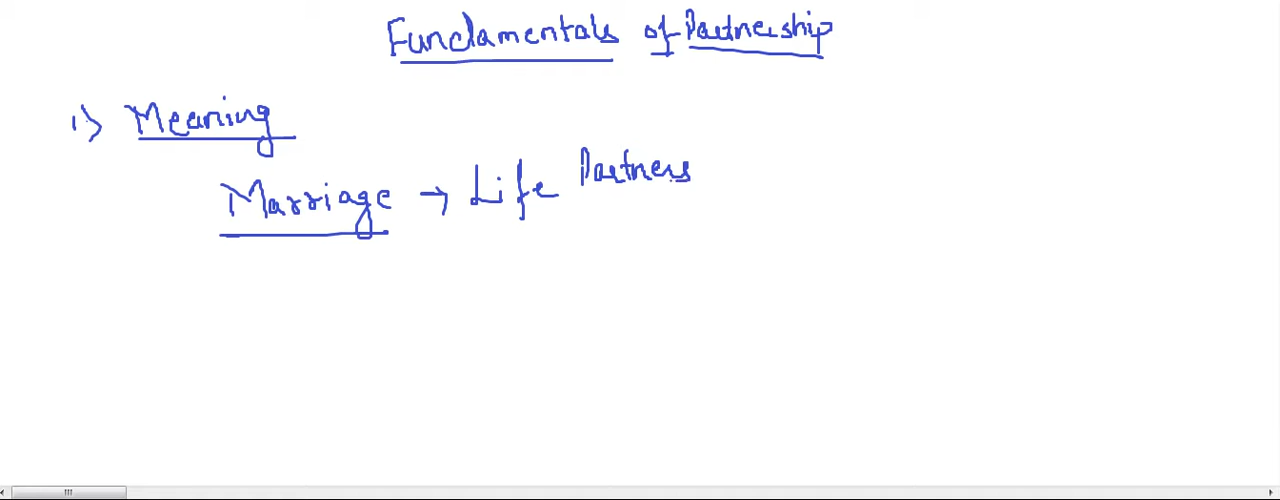 Fundamentals of Partnership
1) Meaning
Marriage → Life Partners